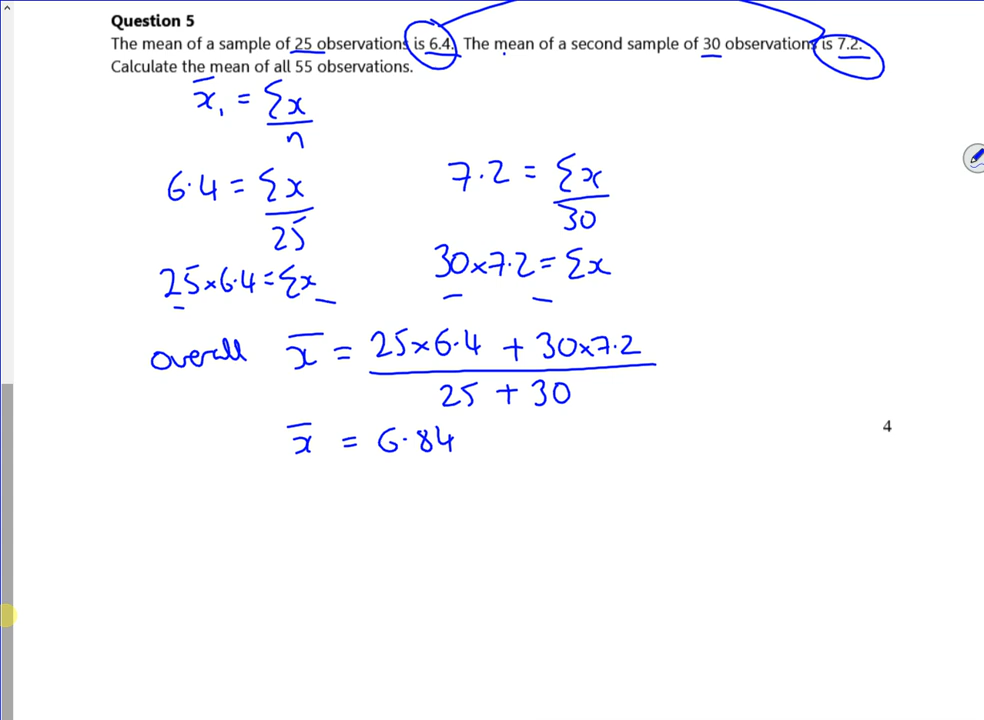 Question 5
The mean of a sample of 25 observations is 6.4. The mean of a second sample of 30 observations is 7.2.
Calculate the mean of all 55 observations.
x̄₁ = Σx/n
6.4 = Σx/25
7.2 = Σx/30
25×6.4=Σx
30×7.2=Σx
overall x̄ = (25×6.4 + 30×7.2)/(25 + 30)
x̄ = 6.84
4